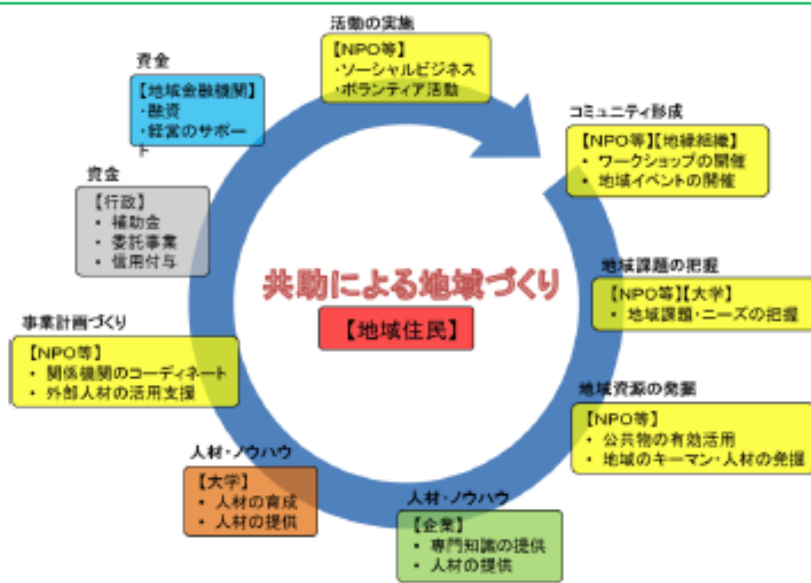 活動の実施
【NPO等】
・ソーシャルビジネス
・ボランティア活動
資金
【地域金融機関】
・融資
・経営のサポー
ト
コミュニティ形成
【NPO等】【地縁組織】
• ワークショップの開催
• 地域イベントの開催
資金
【行政】
• 補助金
• 委託事業
• 信用付与
共助による地域づくり
【地域住民】
地域課題の把握
【NPO等】【大学】
• 地域課題・ニーズの把握
事業計画づくり
【NPO等】
• 関係機関のコーディネート
• 外部人材の活用支援
地域資源の発掘
【NPO等】
• 公共物の有効活用
• 地域のキーマン・人材の発掘
人材・ノウハウ
【大学】
• 人材の育成
• 人材の提供
人材・ノウハウ
【企業】
• 専門知識の提供
• 人材の提供